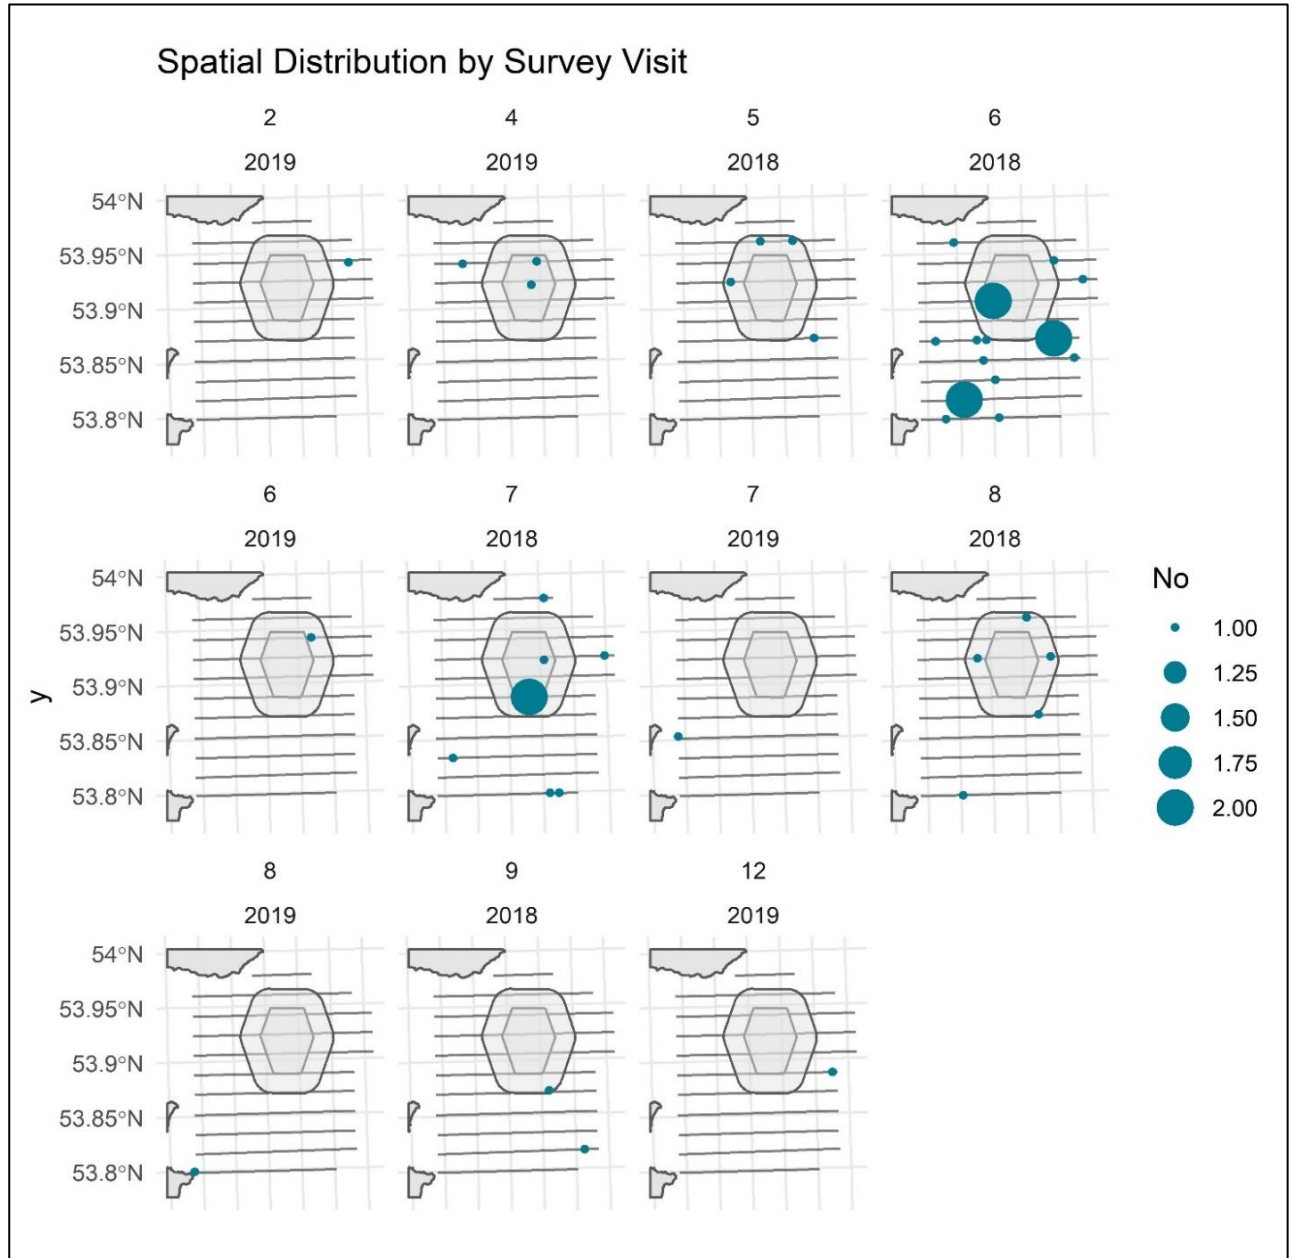 Spatial Distribution by Survey Visit
2 4 5 6
2019 2019 2018 2018
54°N
53.95°N
53.9°N
53.85°N
53.8°N
6 7 7 8
2019 2018 2019 2018
54°N
53.95°N
53.9°N
53.85°N
53.8°N
y
No
1.00
1.25
1.50
1.75
2.00
8 9 12
2019 2018 2019
54°N
53.95°N
53.9°N
53.85°N
53.8°N